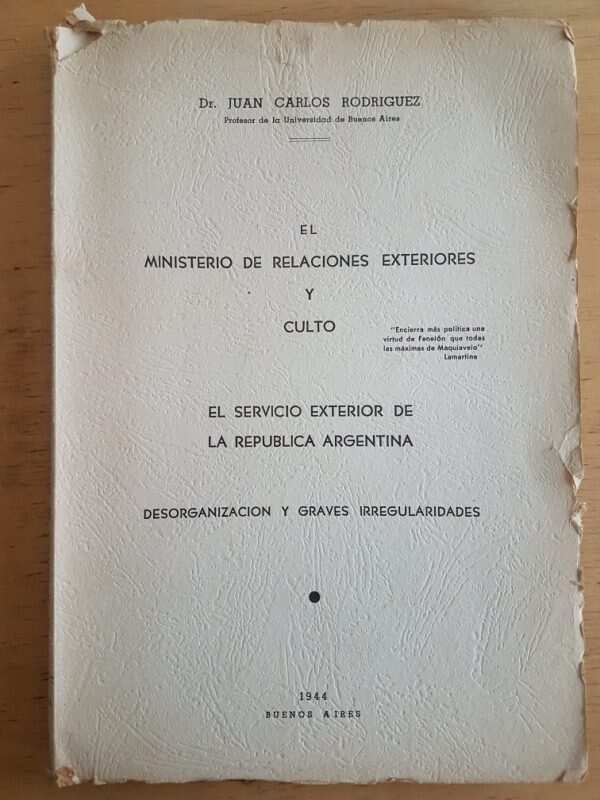 Dr. JUAN CARLOS RODRIGUEZ
Profesor de la Universidad de Buenos Aires
EL
MINISTERIO DE RELACIONES EXTERIORES
Y
CULTO
"Encierra más política una
virtud de Fenelón que todas
las máximas de Maquiavelo"
Lamartine
EL SERVICIO EXTERIOR DE
LA REPUBLICA ARGENTINA
DESORGANIZACION Y GRAVES IRREGULARIDADES
1944
BUENOS AIRES